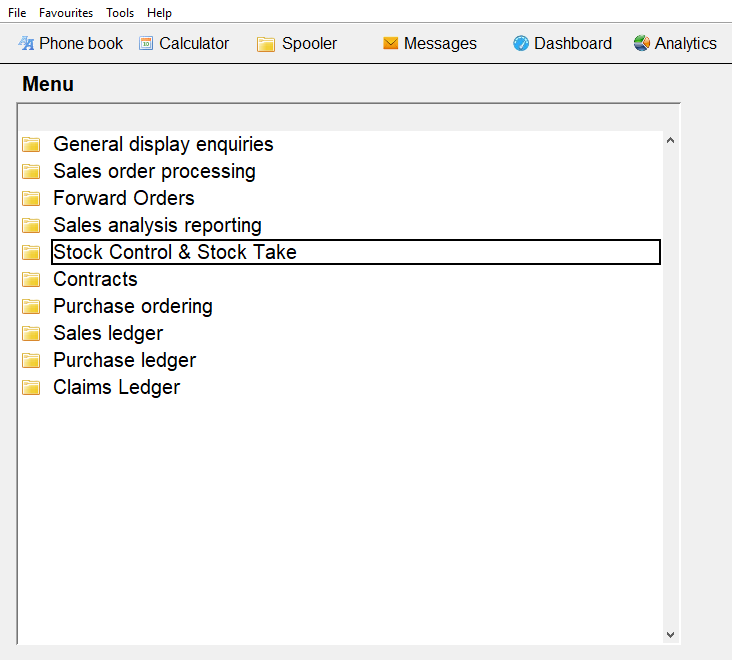 File Favourites Tools Help
Phone book Calculator Spooler Messages Dashboard Analytics
Menu
General display enquiries
Sales order processing
Forward Orders
Sales analysis reporting
Stock Control & Stock Take
Contracts
Purchase ordering
Sales ledger
Purchase ledger
Claims Ledger